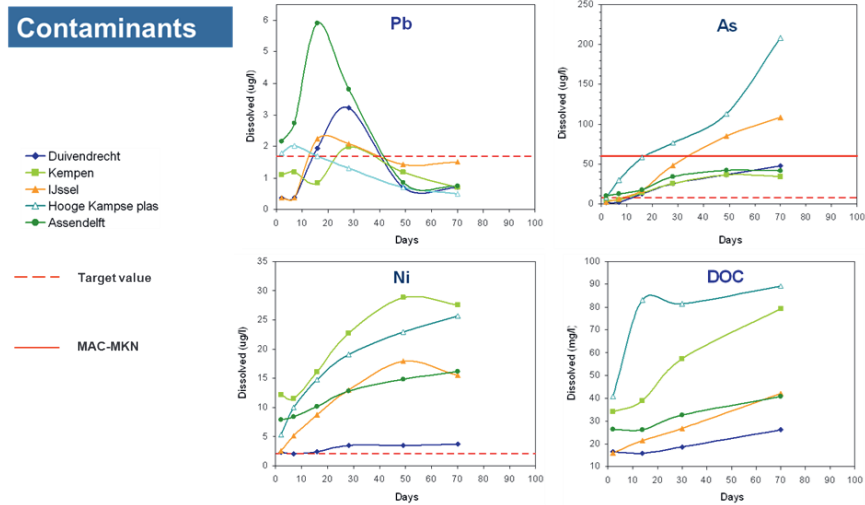 Contaminants
Duivendrecht
Kempen
IJssel
Hooge Kampse plas
Assendelft
Target value
MAC-MKN
Pb
Dissolved (ug/l)
6
5
4
3
2
1
0
0 10 20 30 40 50 60 70 80 90 100
Days
As
Dissolved (ug/l)
250
200
150
100
50
0
0 10 20 30 40 50 60 70 80 90 100
Days
Ni
Dissolved (ug/l)
35
30
25
20
15
10
5
0
0 10 20 30 40 50 60 70 80 90 100
Days
DOC
Dissolved (mg/l)
100
90
80
70
60
50
40
30
20
10
0 10 20 30 40 50 60 70 80 90 100
Days